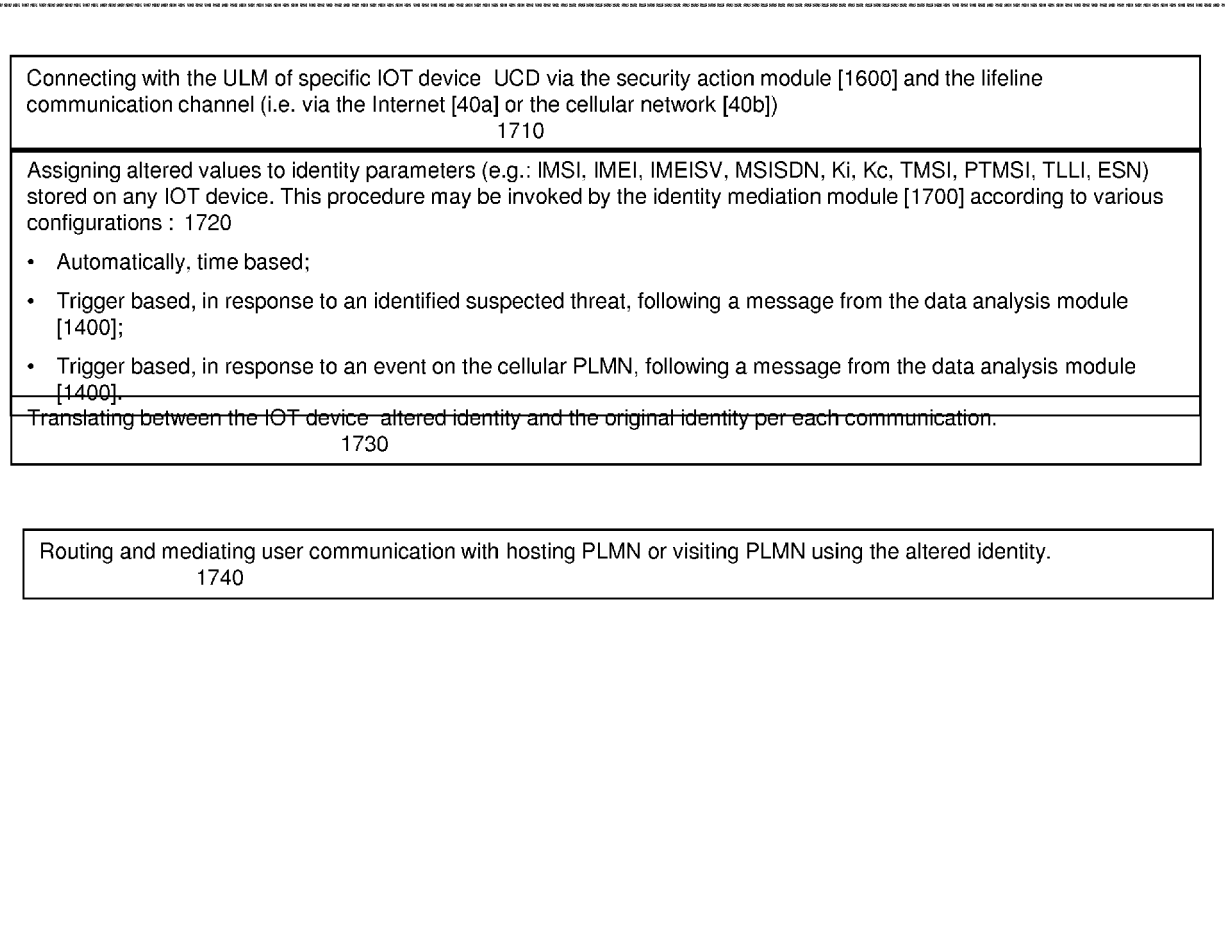 Connecting with the ULM of specific IOT device  UCD via the security action module [1600] and the lifeline
communication channel (i.e. via the Internet [40a] or the cellular network [40b])
1710
Assigning altered values to identity parameters (e.g.: IMSI, IMEI, IMEISV, MSISDN, Ki, Kc, TMSI, PTMSI, TLLI, ESN)
stored on any IOT device. This procedure may be invoked by the identity mediation module [1700] according to various
configurations :  1720
• Automatically, time based;
• Trigger based, in response to an identified suspected threat, following a message from the data analysis module
[1400];
• Trigger based, in response to an event on the cellular PLMN, following a message from the data analysis module
[1400].
Translating between the IOT device  altered identity and the original identity per each communication.
1730
Routing and mediating user communication with hosting PLMN or visiting PLMN using the altered identity.
1740